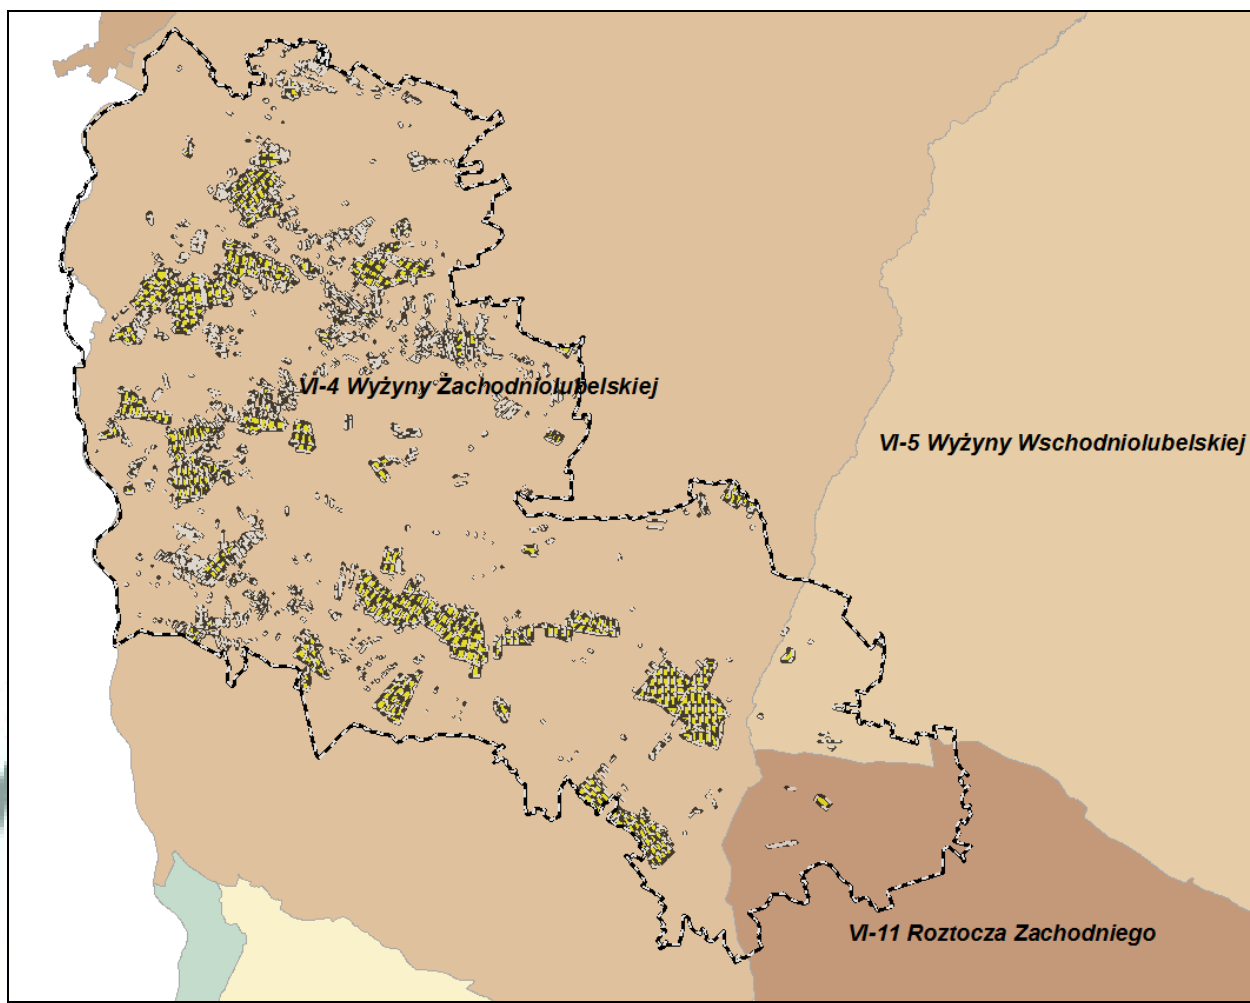 VI-4 Wyżyny Zachodniolubelskiej
VI-5 Wyżyny Wschodniolubelskiej
VI-11 Roztocza Zachodniego